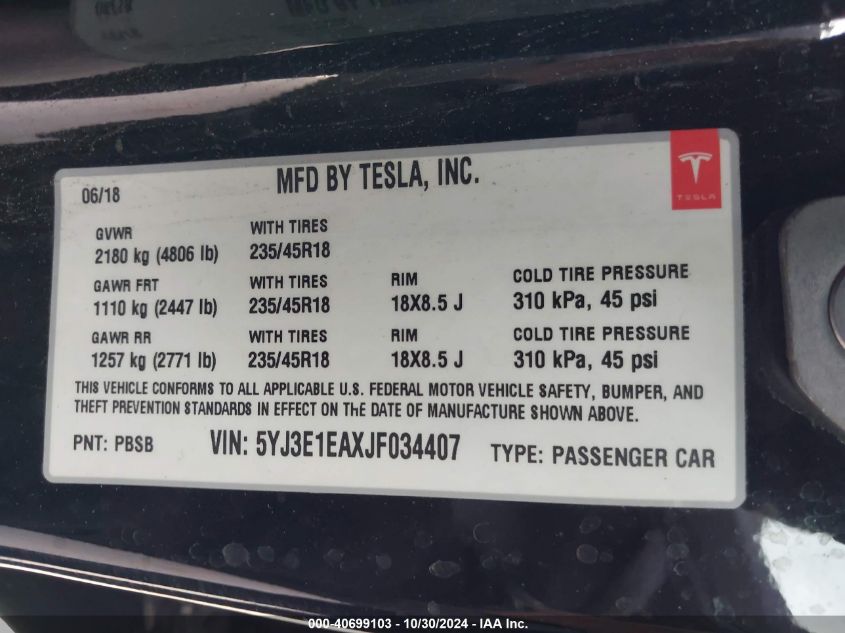 MFD BY TESLA, INC.
TESLA
06/18
GVWR WITH TIRES
2180 kg (4806 lb) 235/45R18
GAWR FRT WITH TIRES RIM COLD TIRE PRESSURE
1110 kg (2447 lb) 235/45R18 18X8.5 J 310 kPa, 45 psi
GAWR RR WITH TIRES RIM COLD TIRE PRESSURE
1257 kg (2771 lb) 235/45R18 18X8.5 J 310 kPa, 45 psi
THIS VEHICLE CONFORMS TO ALL APPLICABLE U.S. FEDERAL MOTOR VEHICLE SAFETY, BUMPER, AND
THEFT PREVENTION STANDARDS IN EFFECT ON THE DATE OF MANUFACTURE SHOWN ABOVE.
PNT: PBSB VIN: 5YJ3E1EAXJF034407 TYPE: PASSENGER CAR
000-40699103 - 10/30/2024 - IAA Inc.